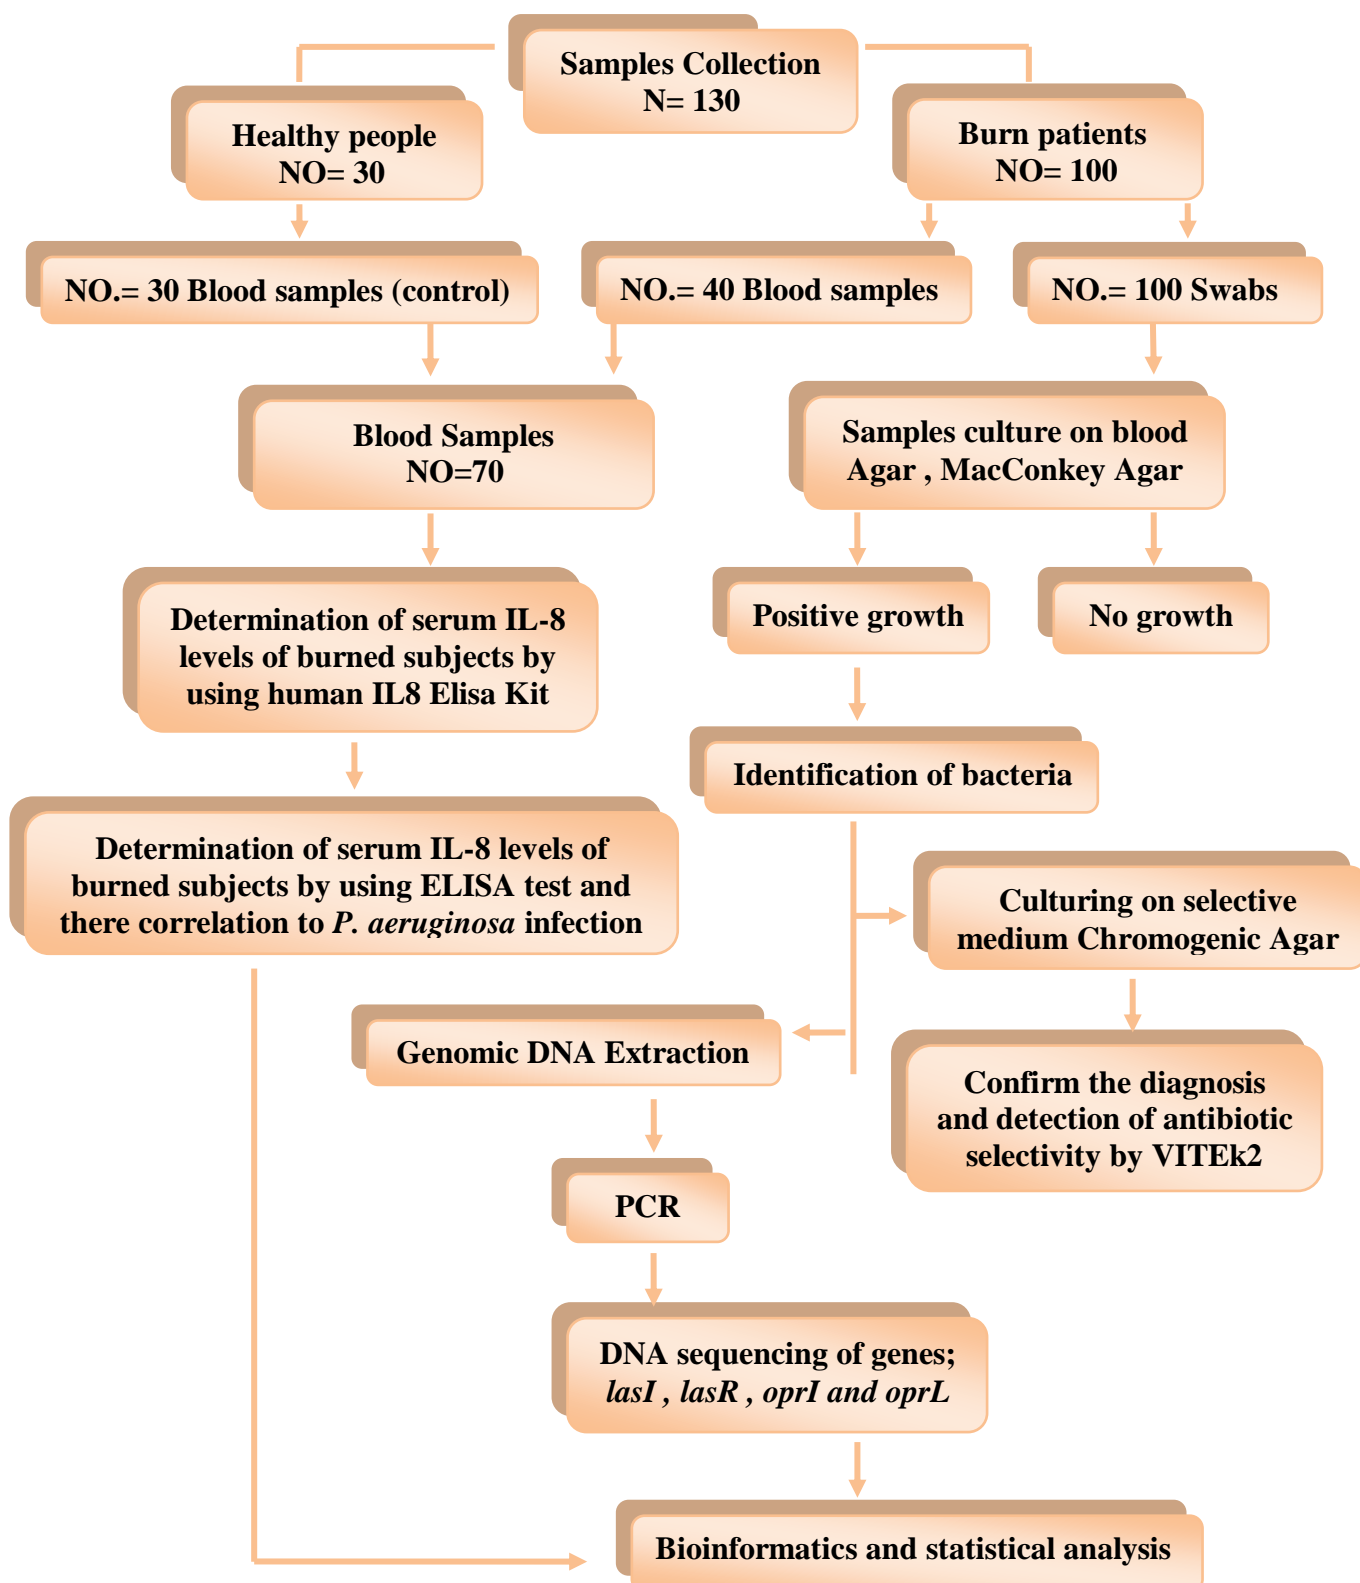 Samples Collection
N= 130
Healthy people
NO= 30
Burn patients
NO= 100
NO.= 30 Blood samples (control)
NO.= 40 Blood samples
NO.= 100 Swabs
Blood Samples
NO=70
Samples culture on blood
Agar , MacConkey Agar
Positive growth
No growth
Determination of serum IL-8
levels of burned subjects by
using human IL8 Elisa Kit
Identification of bacteria
Determination of serum IL-8 levels of
burned subjects by using ELISA test and
there correlation to P. aeruginosa infection
Culturing on selective
medium Chromogenic Agar
Genomic DNA Extraction
Confirm the diagnosis
and detection of antibiotic
selectivity by VITEk2
PCR
DNA sequencing of genes;
lasI , lasR , oprI and oprL
Bioinformatics and statistical analysis